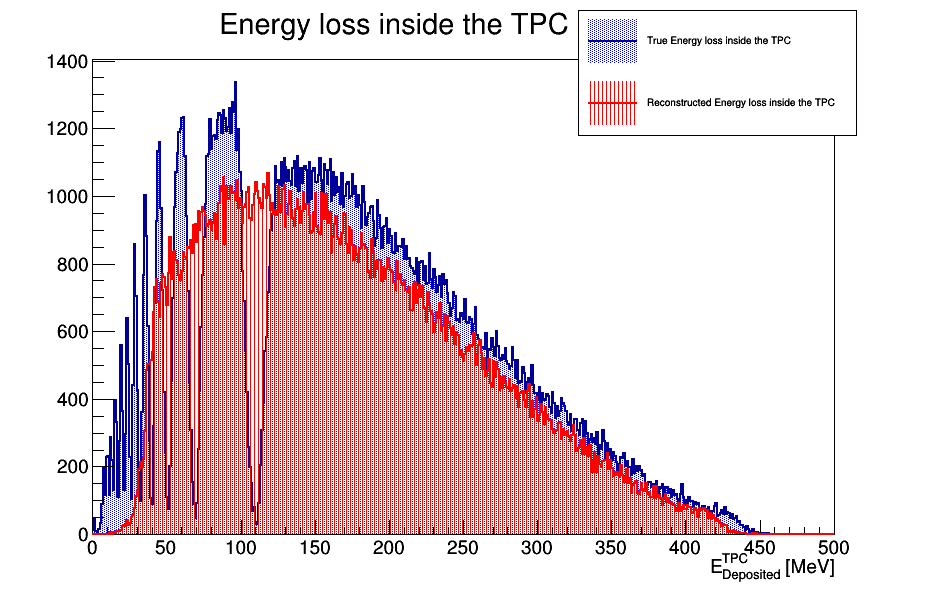 Energy loss inside the TPC
True Energy loss inside the TPC
Reconstructed Energy loss inside the TPC
1400
1200
1000
800
600
400
200
0
0 50 100 150 200 250 300 350 400 450 500
E^TPC_Deposited [MeV]